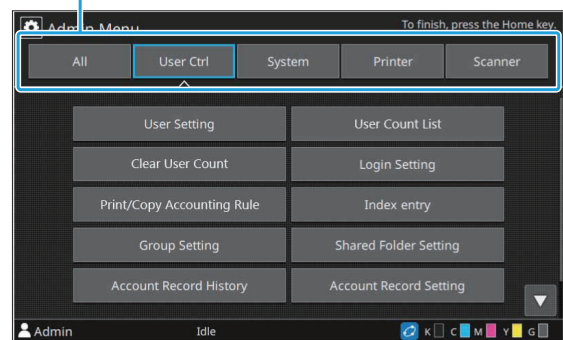 Admin Menu To finish, press the Home key.
All User Ctrl System Printer Scanner
User Setting User Count List
Clear User Count Login Setting
Print/Copy Accounting Rule Index entry
Group Setting Shared Folder Setting
Account Record History Account Record Setting
Admin Idle K C M Y G